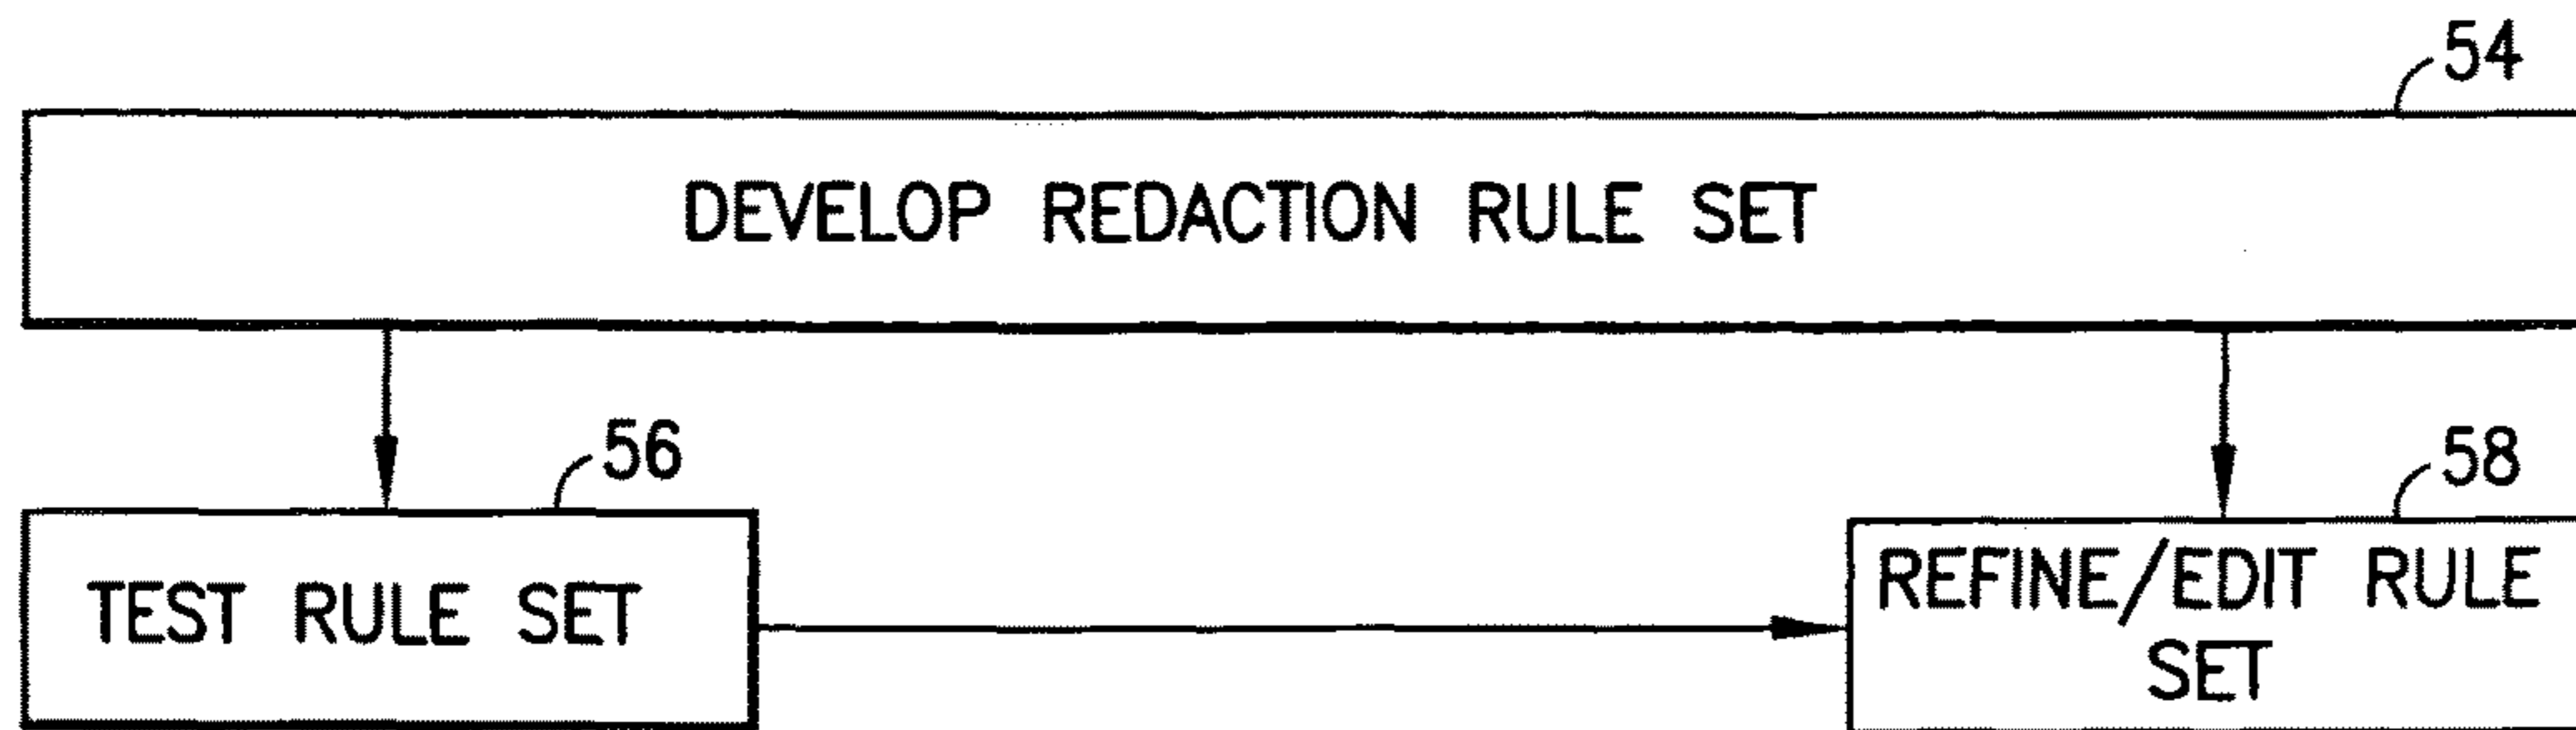 54
DEVELOP REDACTION RULE SET
56
58
TEST RULE SET
REFINE/EDIT RULE
SET